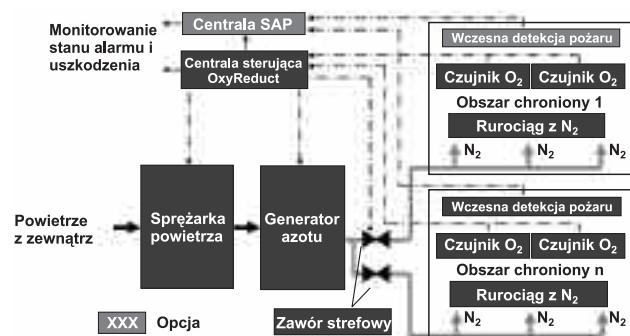 Monitorowanie
stanu alarmu i
uszkodzenia
Centrala SAP
Centrala sterująca
OxyReduct
Wczesna detekcja pożaru
Czujnik O₂ Czujnik O₂
Obszar chroniony 1
Rurociąg z N₂
N₂ N₂ N₂
Powietrze
z zewnątrz
Sprężarka
powietrza
Generator
azotu
Wczesna detekcja pożaru
Czujnik O₂ Czujnik O₂
Obszar chroniony n
Rurociąg z N₂
N₂ N₂ N₂
Zawór strefowy
XXX Opcja